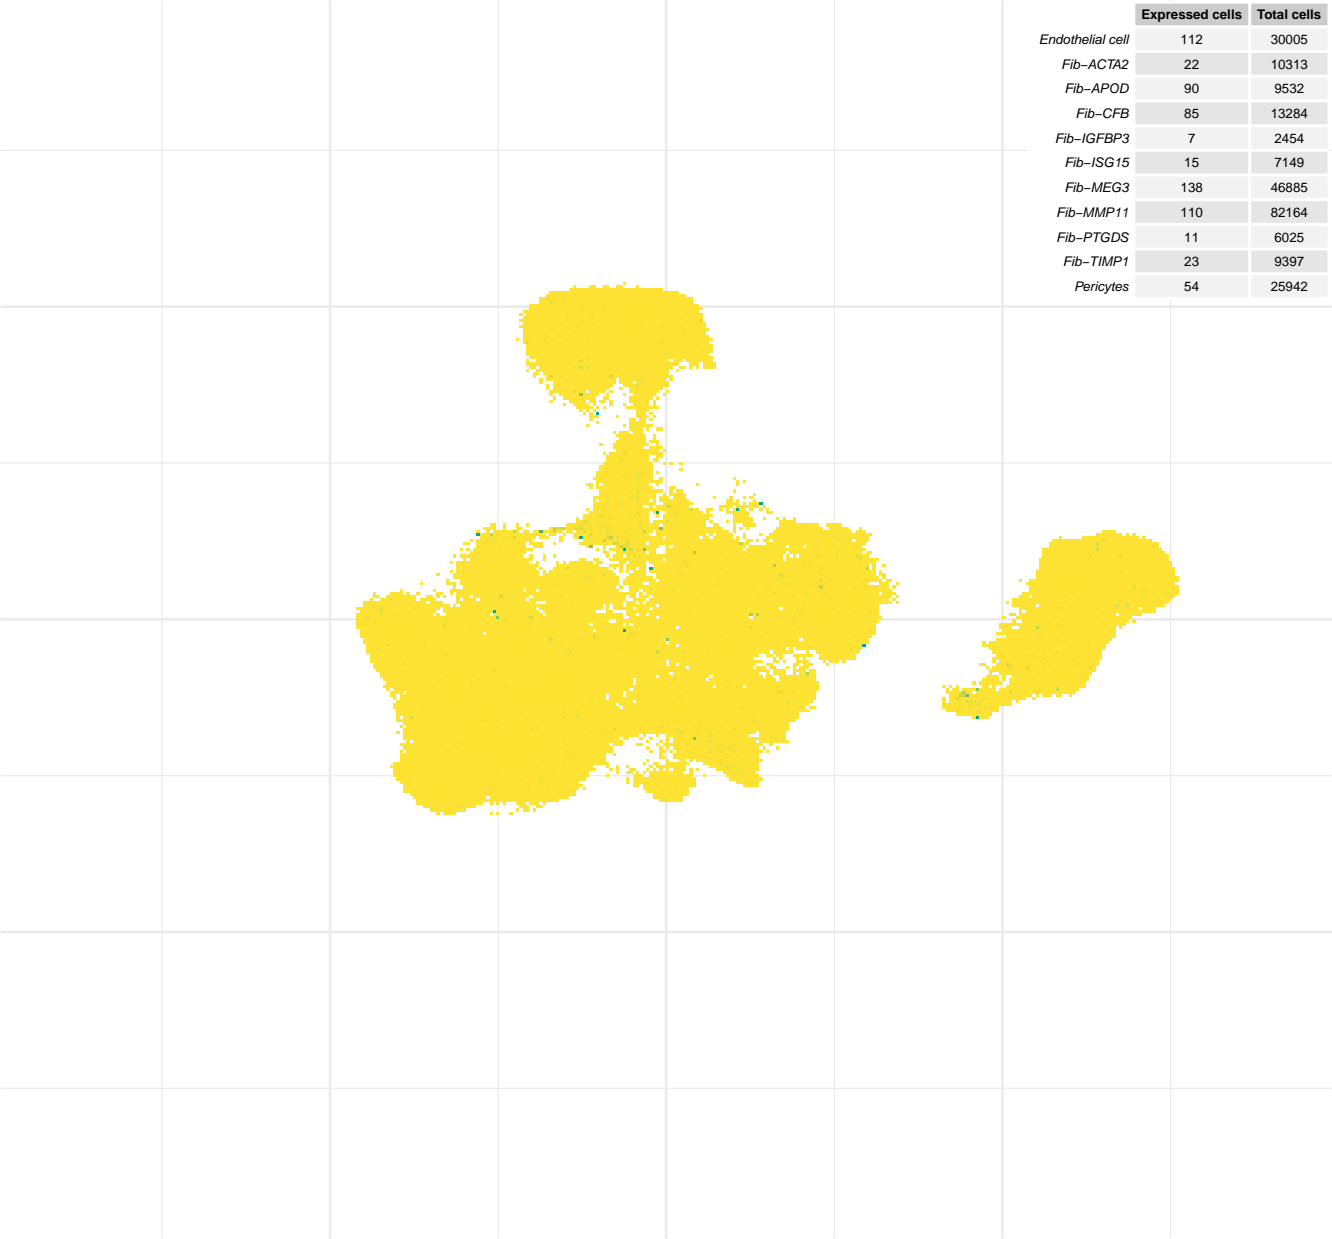 Expressed cells Total cells
Endothelial cell 112 30005
Fib−ACTA2 22 10313
Fib−APOD 90 9532
Fib−CFB 85 13284
Fib−IGFBP3 7 2454
Fib−ISG15 15 7149
Fib−MEG3 138 46885
Fib−MMP11 110 82164
Fib−PTGDS 11 6025
Fib−TIMP1 23 9397
Pericytes 54 25942